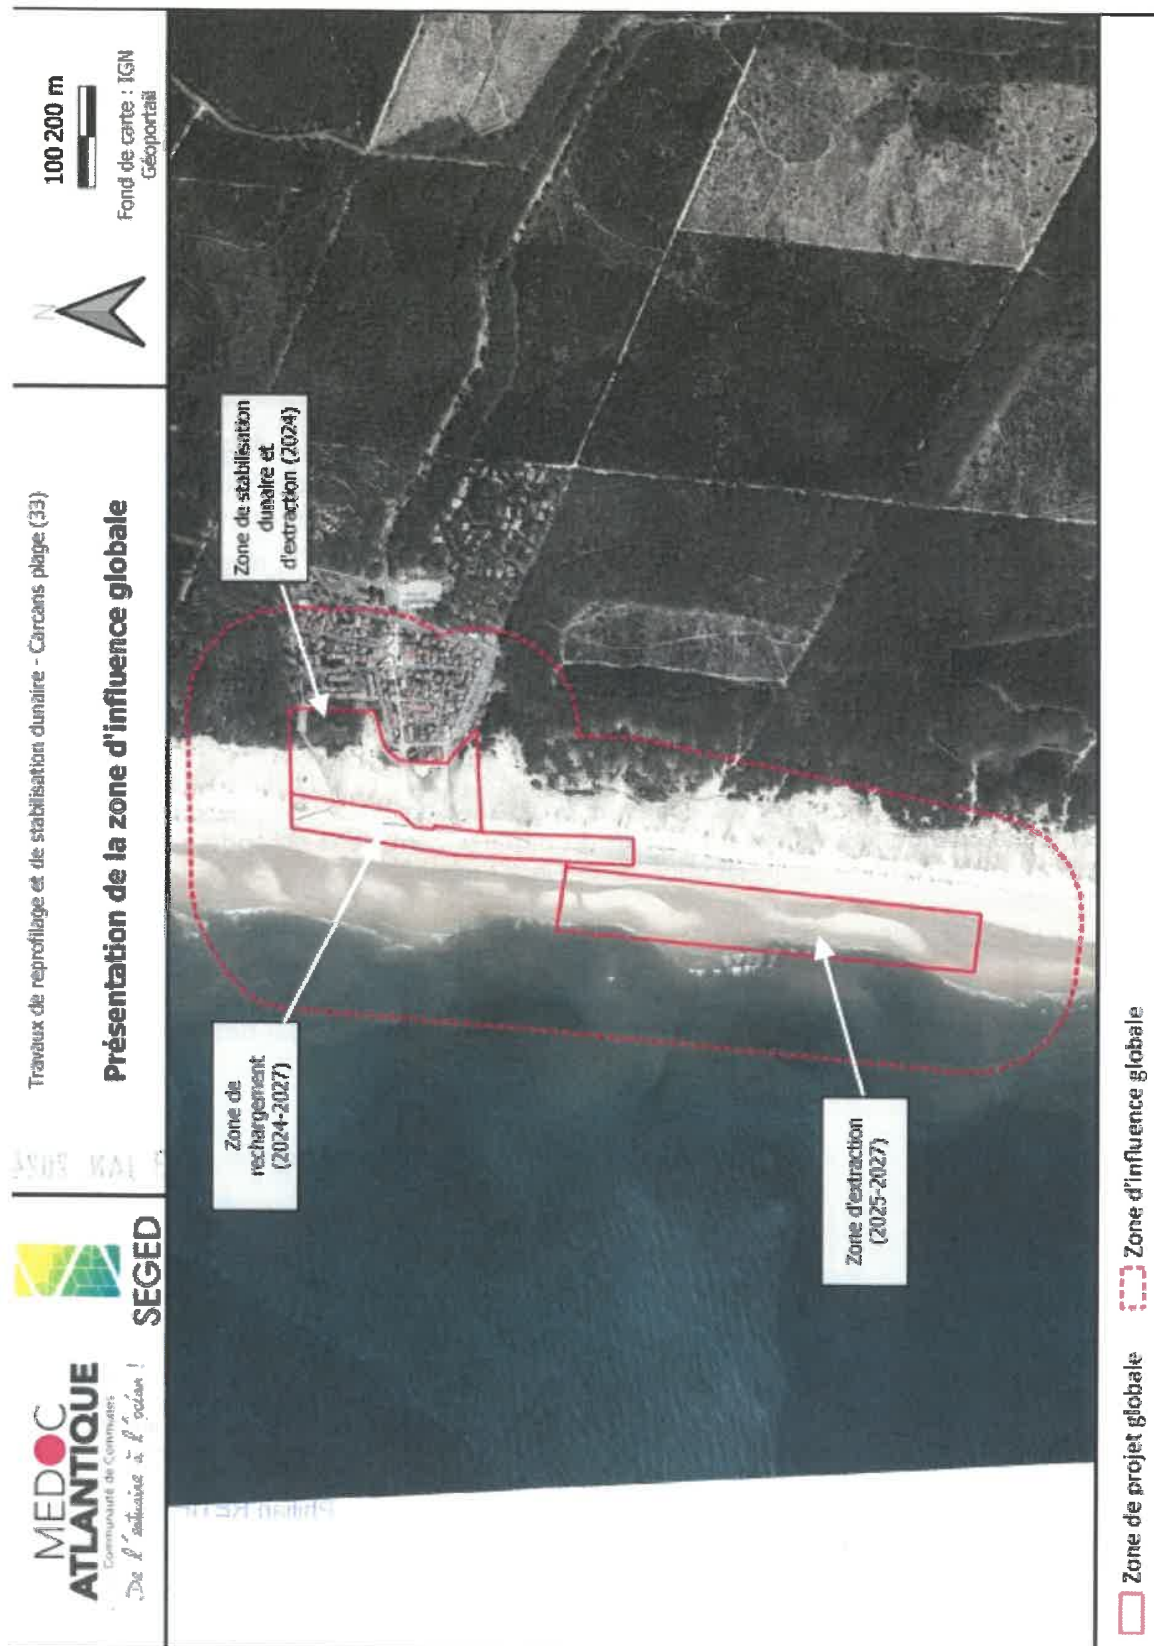 MEDOC
ATLANTIQUE
Communauté de Communes
De l'estuaire à l'océan !
SEGED
JAN 2024
Travaux de reprofilage et de stabilisation dunaire - Carcans plage (33)
Présentation de la zone d'influence globale
N
100 200 m
Fond de carte : IGN
Géoportail
Zone de stabilisation
dunaire et
d'extraction (2024)
Zone de
rechargement
(2024-2027)
Zone d'extraction
(2025-2027)
Zone de projet globale
Zone d'influence globale